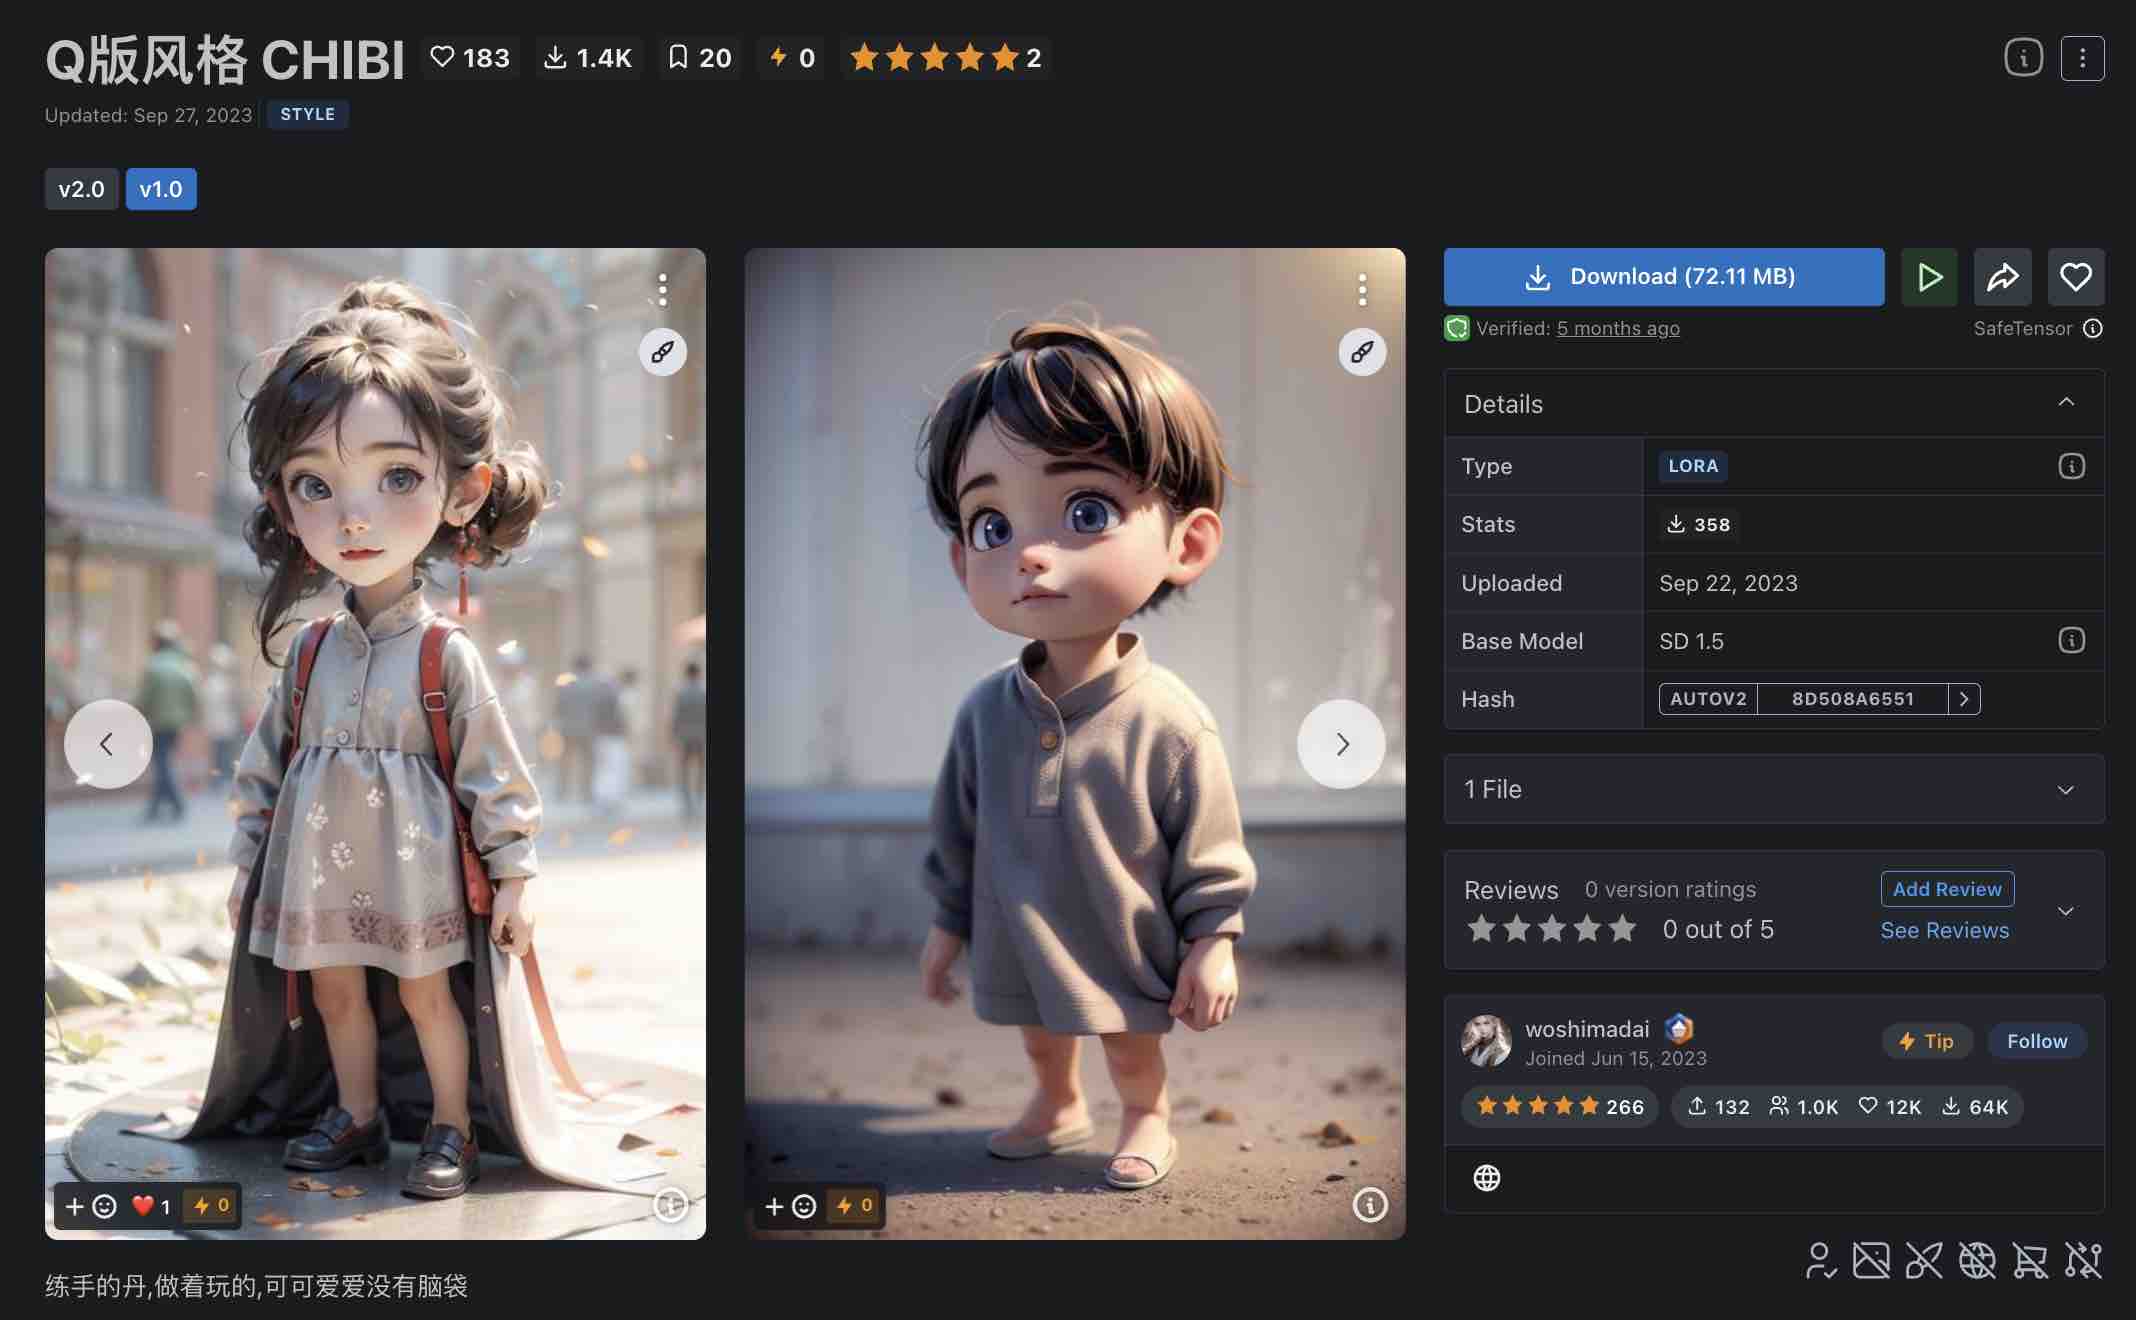 Q版风格 CHIBI 183 1.4K 20 0 2
Updated: Sep 27, 2023 STYLE
v2.0 v1.0
Download (72.11 MB)
Verified: 5 months ago SafeTensor
Details
Type LORA
Stats 358
Uploaded Sep 22, 2023
Base Model SD 1.5
Hash AUTOV2 8D508A6551
1 File
Reviews 0 version ratings Add Review
0 out of 5 See Reviews
woshimadai Tip Follow
Joined Jun 15, 2023
266 132 1.0K 12K 64K
1 0
0
练手的丹,做着玩的,可可爱爱没有脑袋